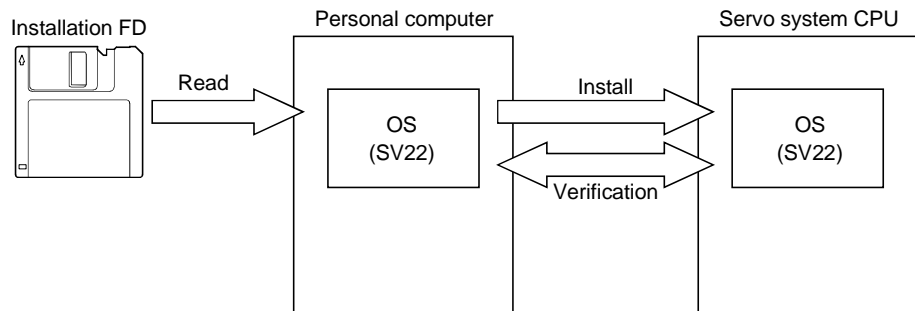 Personal computer
Servo system CPU
Installation FD
Read
Install
OS
(SV22)
OS
(SV22)
Verification